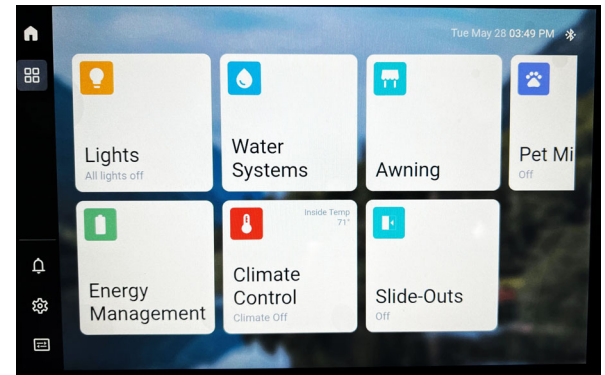 Tue May 28 03:49 PM
Lights
All lights off
Water
Systems
Awning
Pet Mi
Off
Energy
Management
Inside Temp
71°
Climate
Control
Climate Off
Slide-Outs
Off